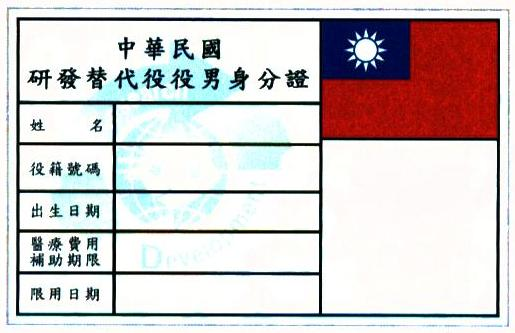 中華民國
研發替代役役男身分證
姓 名
役籍號碼
出生日期
醫療費用
補助期限
限用日期
Development